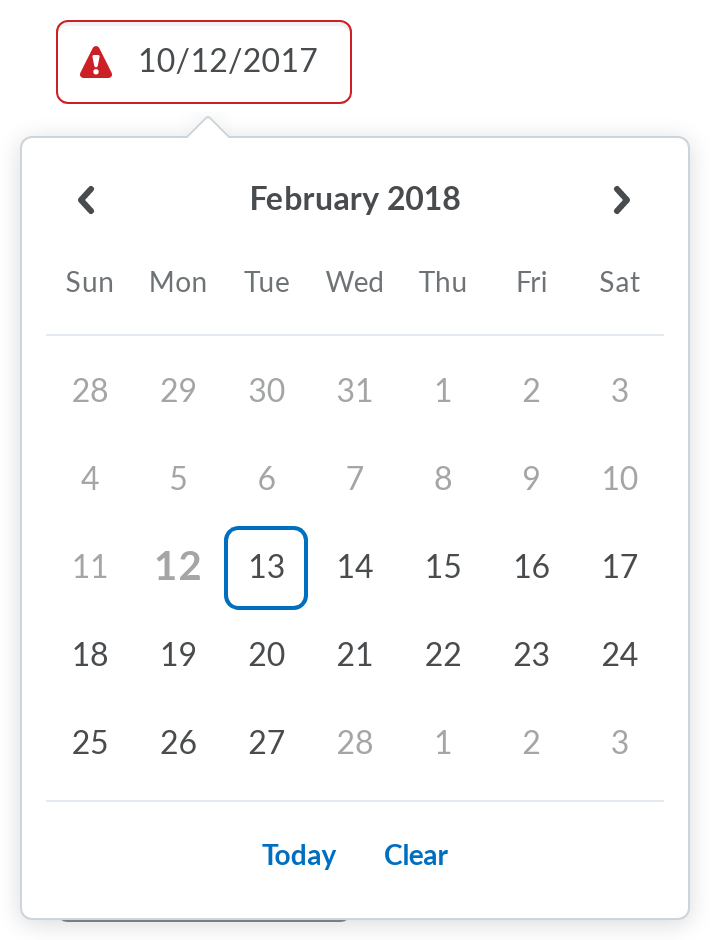 10/12/2017
February 2018
Sun Mon Tue Wed Thu Fri Sat
28 29 30 31 1 2 3
4 5 6 7 8 9 10
11 12 13 14 15 16 17
18 19 20 21 22 23 24
25 26 27 28 1 2 3
Today Clear